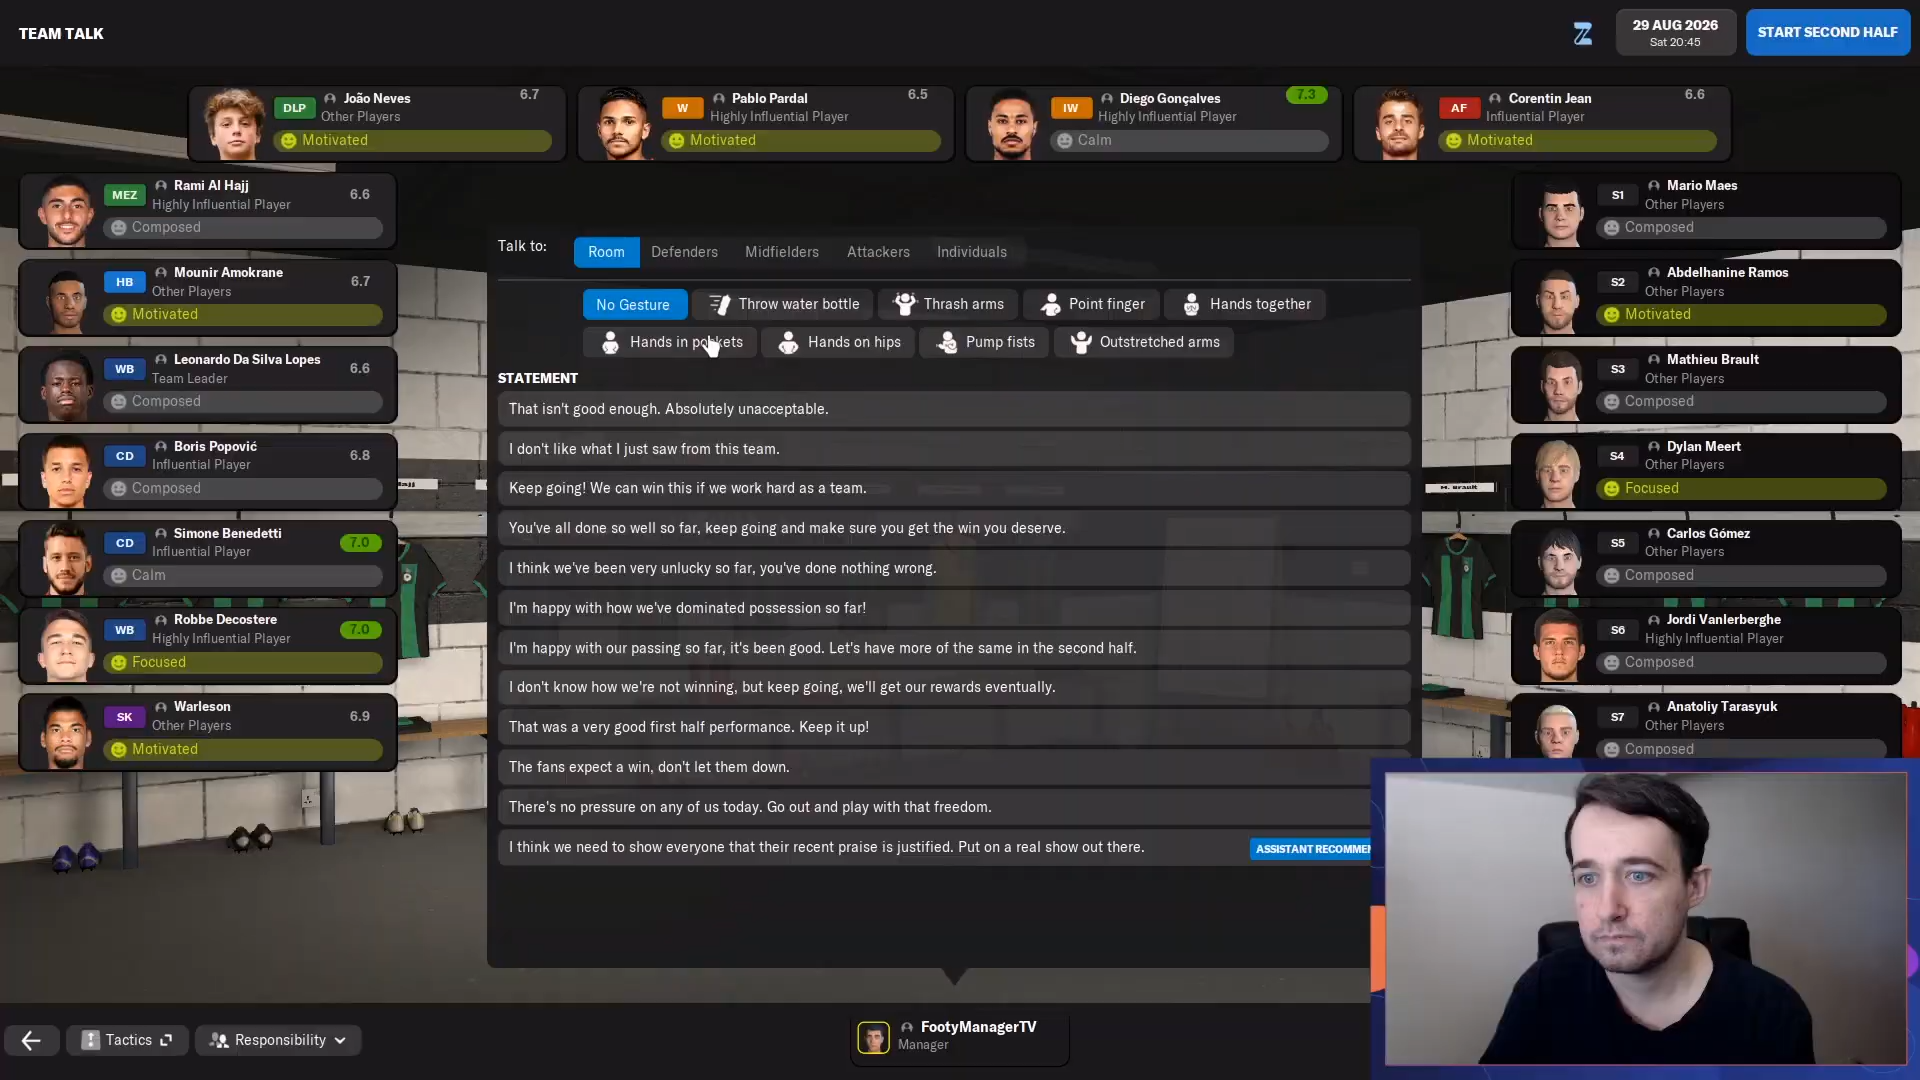 TEAM TALK
29 AUG 2026
Sat 20:45
START SECOND HALF
DLP
João Neves
6.7
Other Players
Motivated
W
Pablo Pardal
6.5
Highly Influential Player
Motivated
IW
Diego Gonçalves
7.3
Highly Influential Player
Calm
AF
Corentin Jean
6.6
Influential Player
Motivated
MEZ
Rami Al Hajj
6.6
Highly Influential Player
Composed
HB
Mounir Amokrane
6.7
Other Players
Motivated
WB
Leonardo Da Silva Lopes
6.6
Team Leader
Composed
CD
Boris Popović
6.8
Influential Player
Composed
CD
Simone Benedetti
7.0
Influential Player
Calm
WB
Robbe Decostere
7.0
Highly Influential Player
Focused
SK
Warleson
6.9
Other Players
Motivated
Talk to:
Room
Defenders
Midfielders
Attackers
Individuals
No Gesture
Throw water bottle
Thrash arms
Point finger
Hands together
Hands in pockets
Hands on hips
Pump fists
Outstretched arms
STATEMENT
That isn't good enough. Absolutely unacceptable.
I don't like what I just saw from this team.
Keep going! We can win this if we work hard as a team.
You've all done so well so far, keep going and make sure you get the win you deserve.
I think we've been very unlucky so far, you've done nothing wrong.
I'm happy with how we've dominated possession so far!
I'm happy with our passing so far, it's been good. Let's have more of the same in the second half.
I don't know how we're not winning, but keep going, we'll get our rewards eventually.
That was a very good first half performance. Keep it up!
The fans expect a win, don't let them down.
There's no pressure on any of us today. Go out and play with that freedom.
I think we need to show everyone that their recent praise is justified. Put on a real show out there.
ASSISTANT RECOMMEN
S1
Mario Maes
Other Players
Composed
S2
Abdelhanine Ramos
Other Players
Motivated
S3
Mathieu Brault
Other Players
Composed
S4
Dylan Meert
Other Players
Focused
M. Brault
S5
Carlos Gómez
Other Players
Composed
S6
Jordi Vanlerberghe
Highly Influential Player
Composed
S7
Anatoliy Tarasyuk
Other Players
Composed
Tactics
Responsibility
FootyManagerTV
Manager